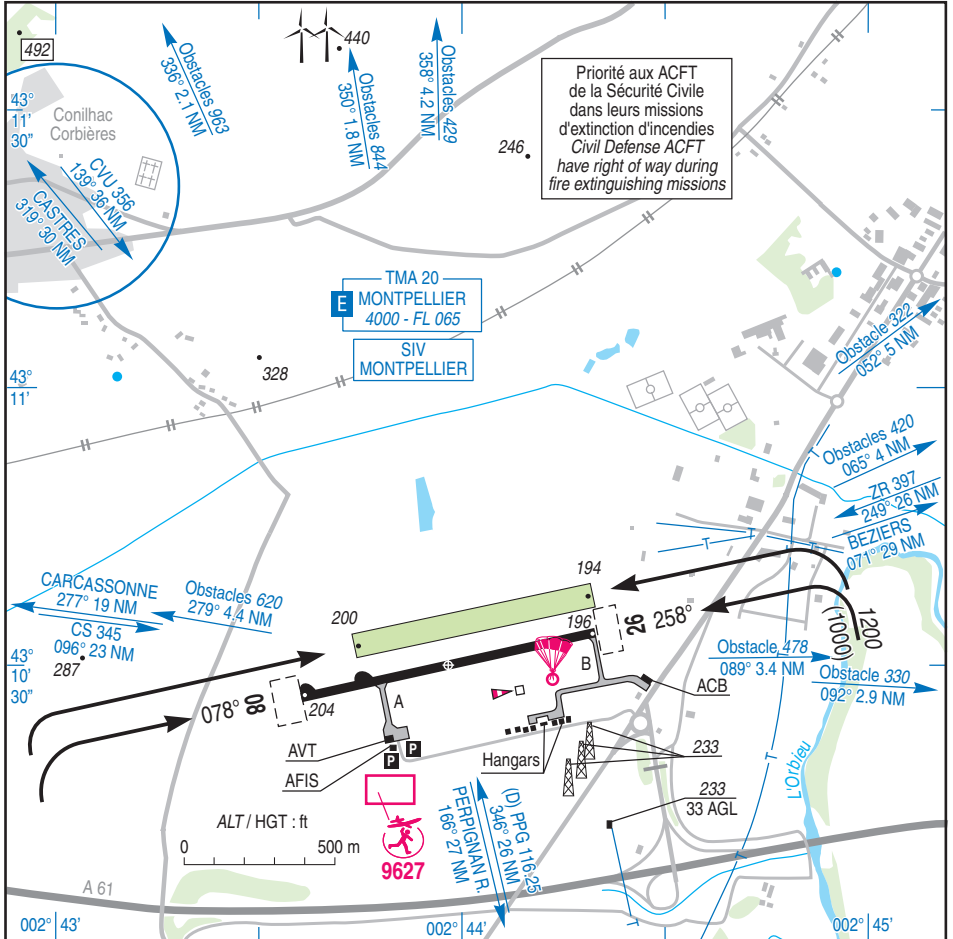 492
Obstacles 963
336° 2.1 NM
440
Obstacles 844
350° 1.8 NM
Obstacles 429
358° 4.2 NM
Priorité aux ACFT
de la Sécurité Civile
dans leurs missions
d'extinction d'incendies
Civil Defense ACFT
have right of way during
fire extinguishing missions
246
43°
11'
30"
Conilhac
Corbières
CVU 356
139° 36 NM
CASTRES
319° 30 NM
TMA 20
E
MONTPELLIER
4000 - FL 065
SIV
MONTPELLIER
Obstacle 322
052° 5 NM
328
43°
11'
Obstacles 420
065° 4 NM
ZR 397
249° 26 NM
BEZIERS
071° 29 NM
T
T
T
T
CARCASSONNE
277° 19 NM
CS 345
096° 23 NM
Obstacles 620
279° 4.4 NM
194
200
196
26
258°
1200
(1000)
Obstacle 478
089° 3.4 NM
Obstacle 330
092° 2.9 NM
43°
10'
30"
287
078°
08
204
A
B
ACB
AVT
AFIS
P
P
Hangars
233
233
33 AGL
T
L'Orbieu
ALT / HGT : ft
0
500 m
9627
(D) PPG 116.25
346° 26 NM
PERPIGNAN R.
166° 27 NM
T
T
A 61
002° 43'
002° 44'
002° 45'